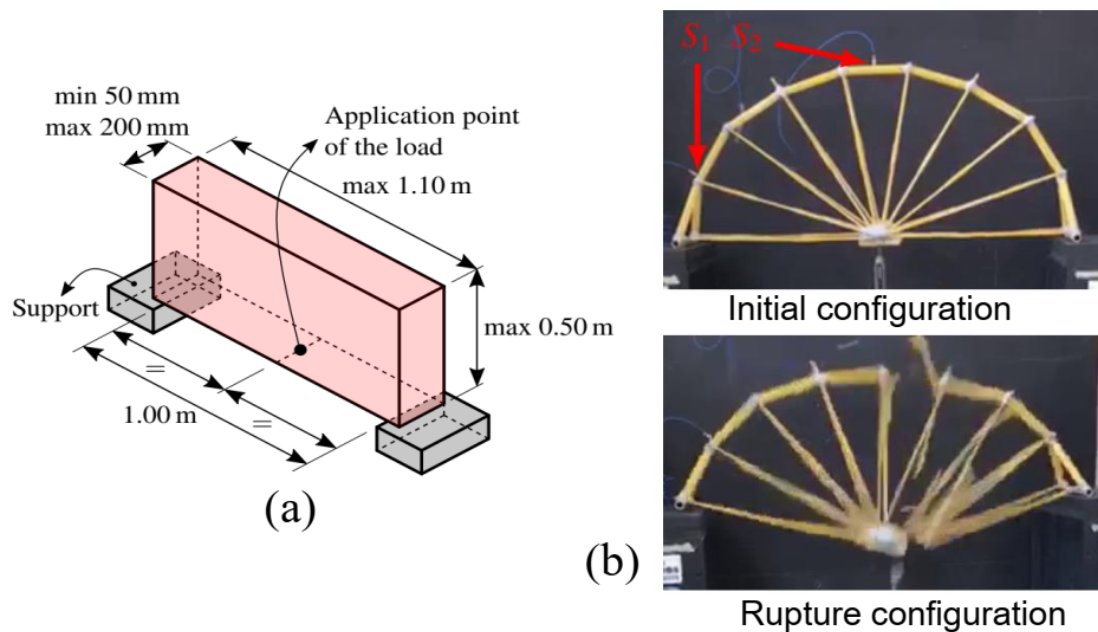 min 50 mm
max 200 mm
Application point
of the load
max 1.10 m
Support
max 0.50 m
=
=
1.00 m
(a)
S1 S2
Initial configuration
(b)
Rupture configuration